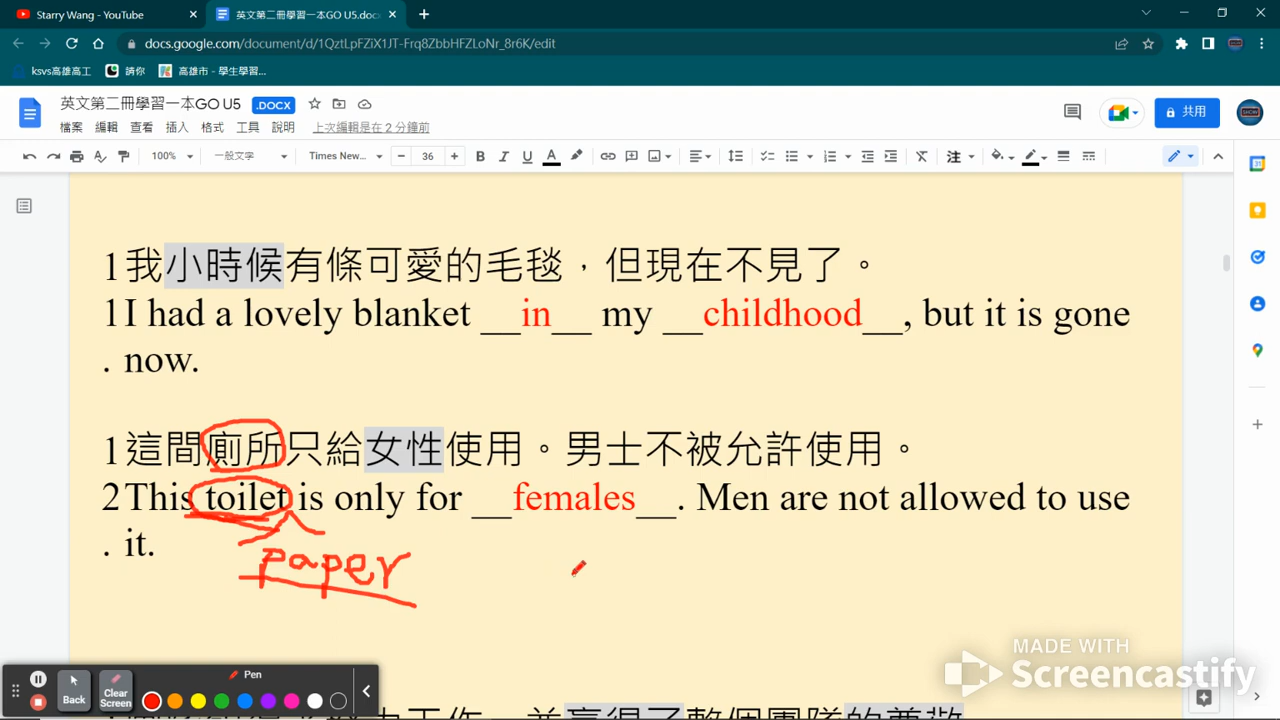 Starry Wang - YouTube
英文第二冊學習一本GO U5.docx
docs.google.com/document/d/1QztLpFZiX1JT-Frq8ZbbHFZLoNr_8r6K/edit
ksvs高雄高工
請你
高雄市 - 學生學習...
英文第二冊學習一本GO U5 .DOCX
檔案 編輯 查看 插入 格式 工具 說明 上次編輯是在 2 分鐘前
共用
100% 一般文字 Times New... − 36 + B I U A 注
1我小時候有條可愛的毛毯，但現在不見了。
1I had a lovely blanket __in__ my __childhood__, but it is gone
. now.
1這間廁所只給女性使用。男士不被允許使用。
2This toilet is only for __females__. Men are not allowed to use
. it.
paper
MADE WITH
Screencastify
Pen
Back
Clear
Screen